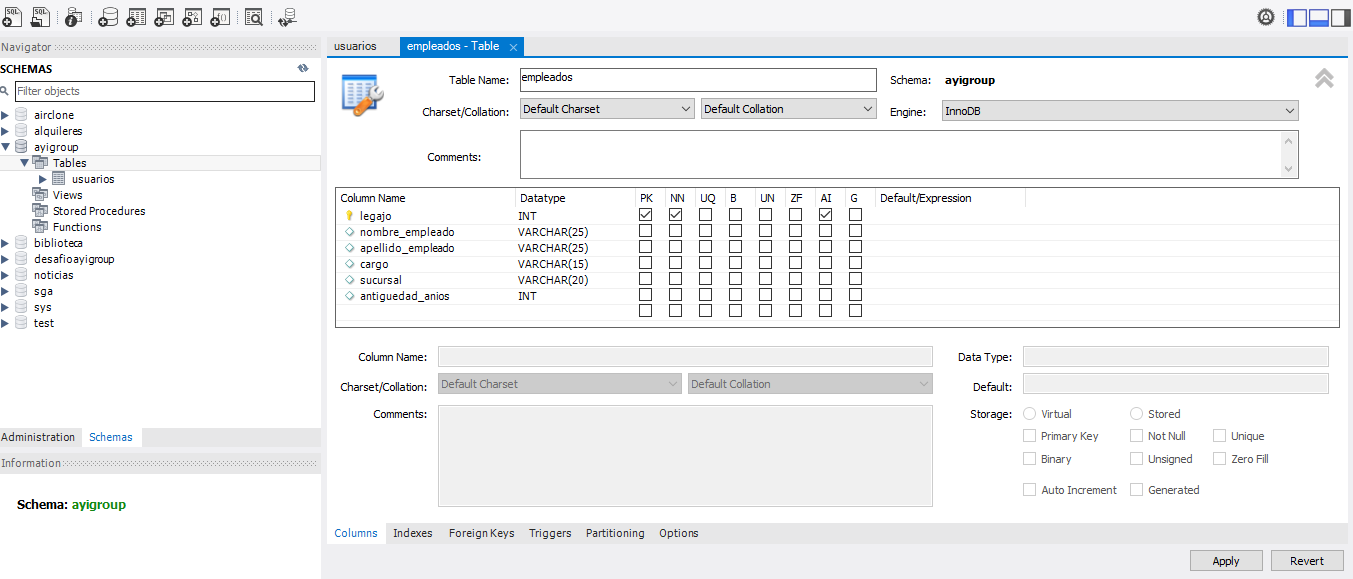 Navigator
SCHEMAS
Filter objects
airclone
alquileres
ayigroup
Tables
usuarios
Views
Stored Procedures
Functions
biblioteca
desafioayigroup
noticias
sga
sys
test
Administration Schemas
Information
Schema: ayigroup
usuarios empleados - Table
Table Name: empleados Schema: ayigroup
Charset/Collation: Default Charset Default Collation Engine: InnoDB
Comments:
Column Name Datatype PK NN UQ B UN ZF AI G Default/Expression
legajo INT
nombre_empleado VARCHAR(25)
apellido_empleado VARCHAR(25)
cargo VARCHAR(15)
sucursal VARCHAR(20)
antiguedad_anios INT
Column Name: Data Type:
Charset/Collation: Default Charset Default Collation Default:
Comments: Storage: Virtual Stored
Primary Key Not Null Unique
Binary Unsigned Zero Fill
Auto Increment Generated
Columns Indexes Foreign Keys Triggers Partitioning Options
Apply Revert